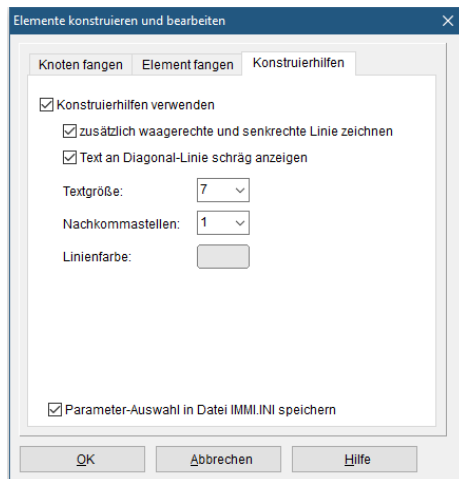 Elemente konstruieren und bearbeiten
Knoten fangen Element fangen Konstruierhilfen
Konstruierhilfen verwenden
zusätzlich waagerechte und senkrechte Linie zeichnen
Text an Diagonal-Linie schräg anzeigen
Textgröße: 7
Nachkommastellen: 1
Linienfarbe:
Parameter-Auswahl in Datei IMMI.INI speichern
OK Abbrechen Hilfe